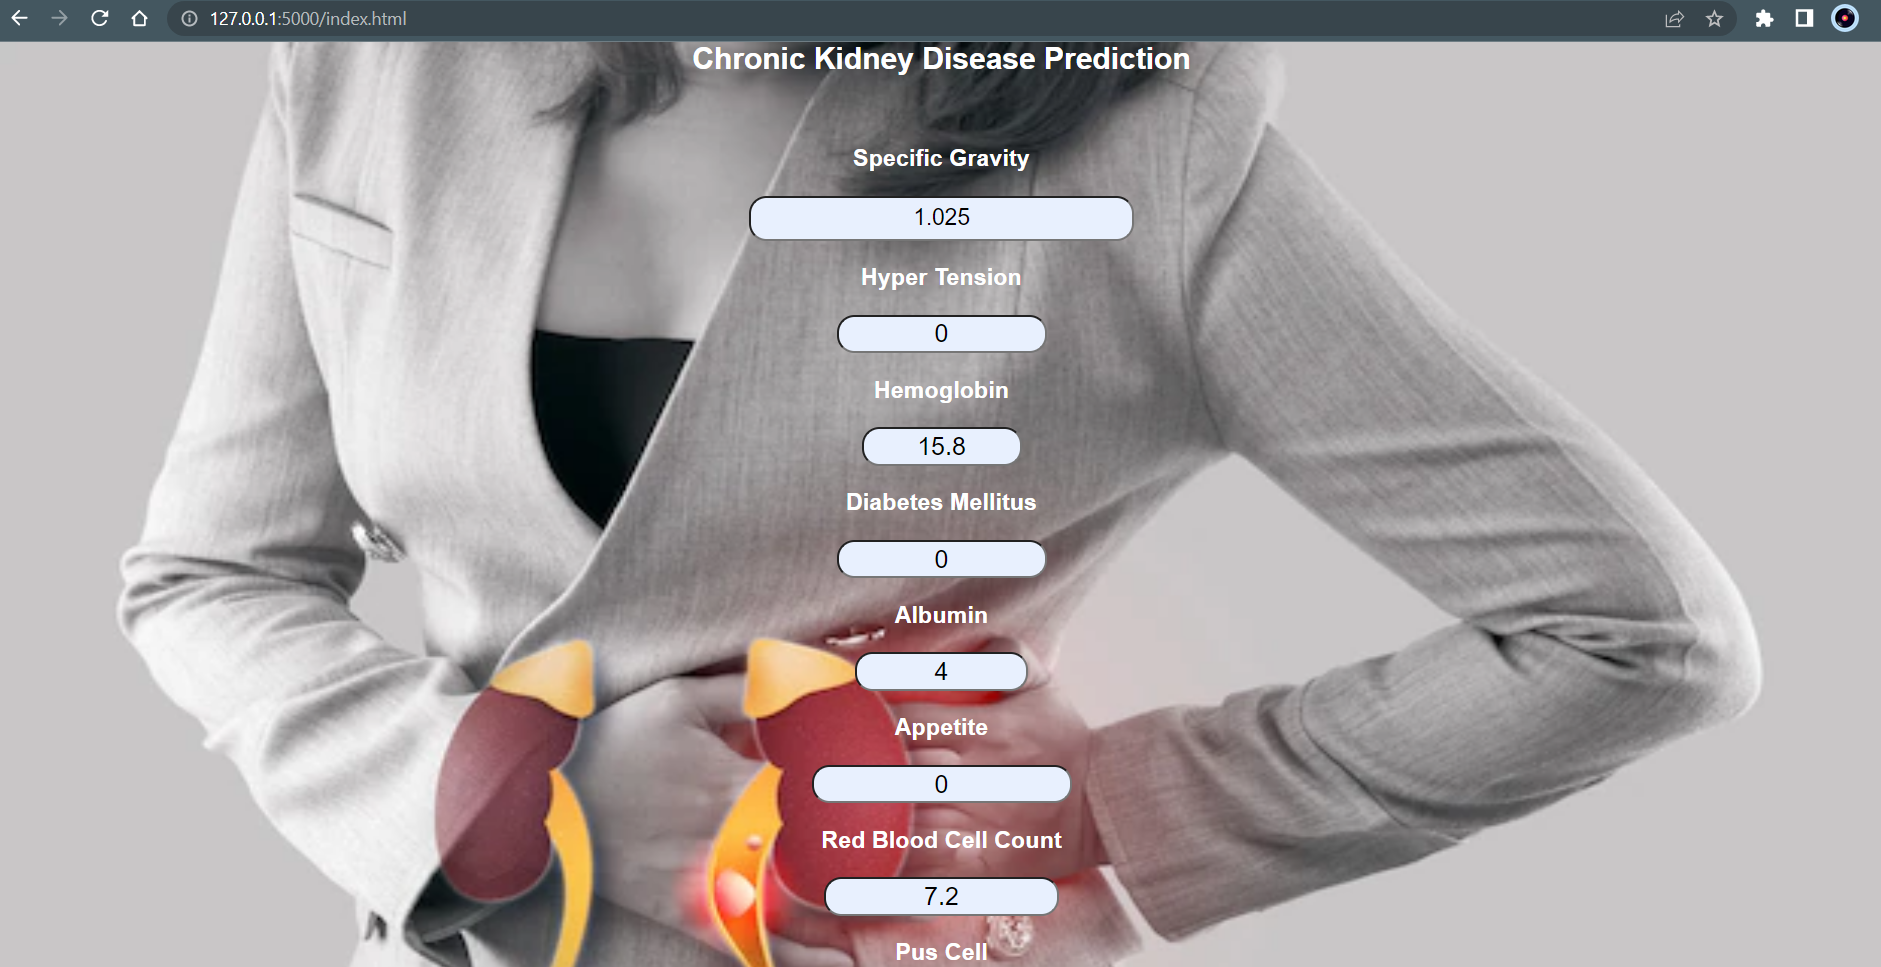 127.0.0.1:5000/index.html
Chronic Kidney Disease Prediction
Specific Gravity
1.025
Hyper Tension
0
Hemoglobin
15.8
Diabetes Mellitus
0
Albumin
4
Appetite
0
Red Blood Cell Count
7.2
Pus Cell